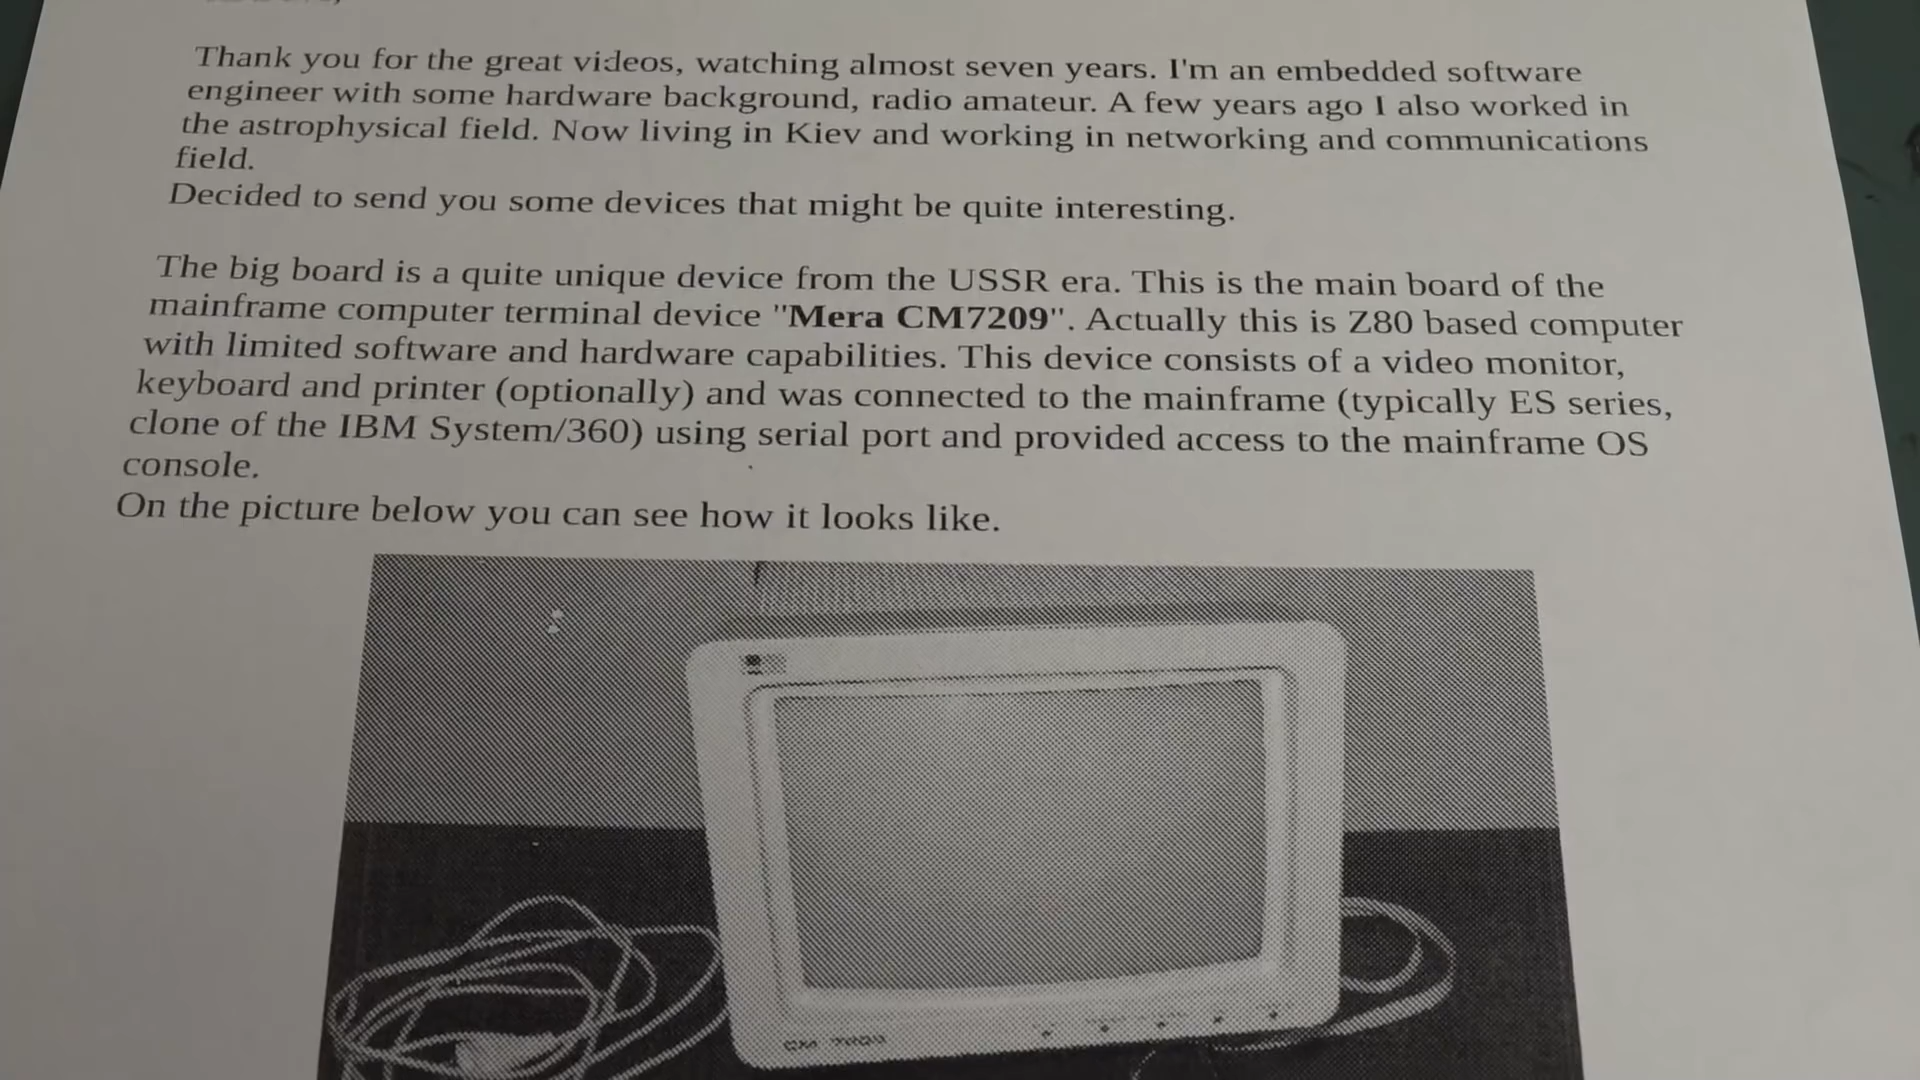 Thank you for the great videos, watching almost seven years. I'm an embedded software
engineer with some hardware background, radio amateur. A few years ago I also worked in
the astrophysical field. Now living in Kiev and working in networking and communications
field.
Decided to send you some devices that might be quite interesting.
The big board is a quite unique device from the USSR era. This is the main board of the
mainframe computer terminal device "Mera CM7209". Actually this is Z80 based computer
with limited software and hardware capabilities. This device consists of a video monitor,
keyboard and printer (optionally) and was connected to the mainframe (typically ES series,
clone of the IBM System/360) using serial port and provided access to the mainframe OS
console.
On the picture below you can see how it looks like.
CM 7209